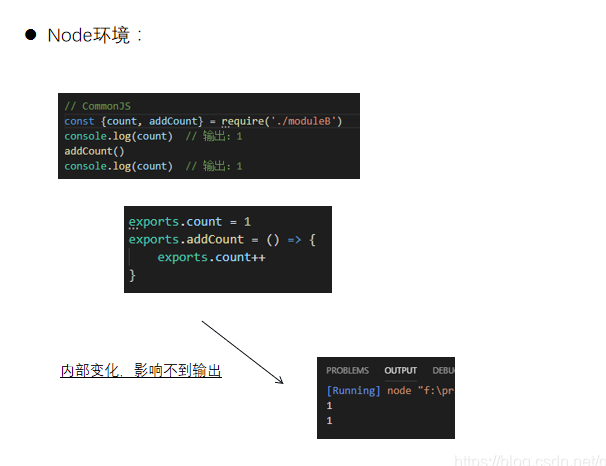 ● Node环境：
// CommonJS
const {count, addCount} = require('./moduleB')
console.log(count)  // 输出: 1
addCount()
console.log(count)  // 输出: 1
exports.count = 1
exports.addCount = () => {
    exports.count++
}
内部变化, 影响不到输出
PROBLEMS OUTPUT DEBU
[Running] node "f:\pr
1
1
https://blog.csdn.net/